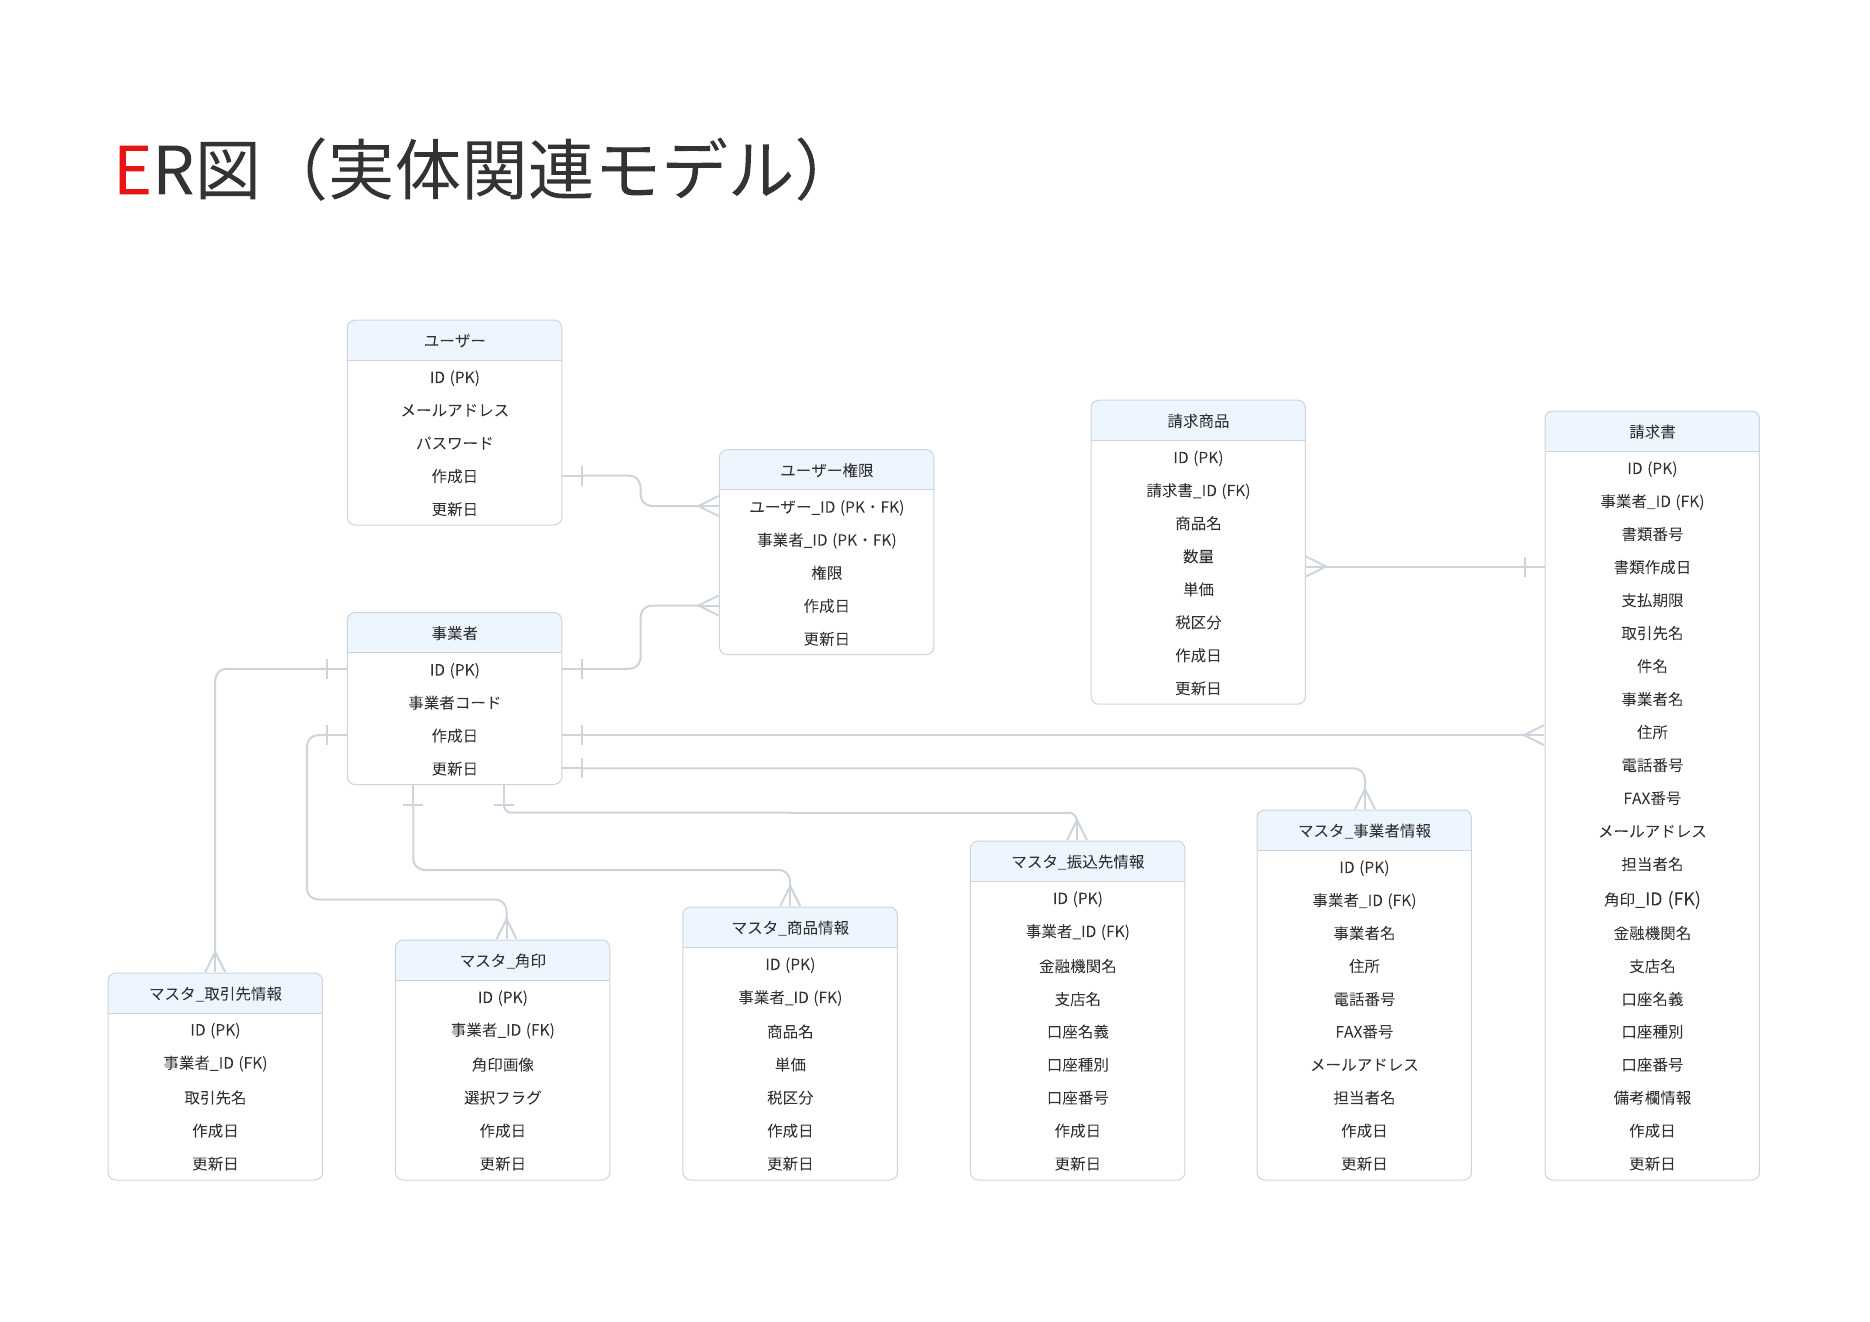 ER図（実体関連モデル）
ユーザー
ID (PK)
メールアドレス
パスワード
作成日
更新日
ユーザー権限
ユーザー_ID (PK・FK)
事業者_ID (PK・FK)
権限
作成日
更新日
請求商品
ID (PK)
請求書_ID (FK)
商品名
数量
単価
税区分
作成日
更新日
請求書
ID (PK)
事業者_ID (FK)
書類番号
書類作成日
支払期限
取引先名
件名
事業者名
住所
電話番号
FAX番号
メールアドレス
担当者名
角印_ID (FK)
金融機関名
支店名
口座名義
口座種別
口座番号
備考欄情報
作成日
更新日
事業者
ID (PK)
事業者コード
作成日
更新日
マスタ_取引先情報
ID (PK)
事業者_ID (FK)
取引先名
作成日
更新日
マスタ_角印
ID (PK)
事業者_ID (FK)
角印画像
選択フラグ
作成日
更新日
マスタ_商品情報
ID (PK)
事業者_ID (FK)
商品名
単価
税区分
作成日
更新日
マスタ_振込先情報
ID (PK)
事業者_ID (FK)
金融機関名
支店名
口座名義
口座種別
口座番号
作成日
更新日
マスタ_事業者情報
ID (PK)
事業者_ID (FK)
事業者名
住所
電話番号
FAX番号
メールアドレス
担当者名
作成日
更新日